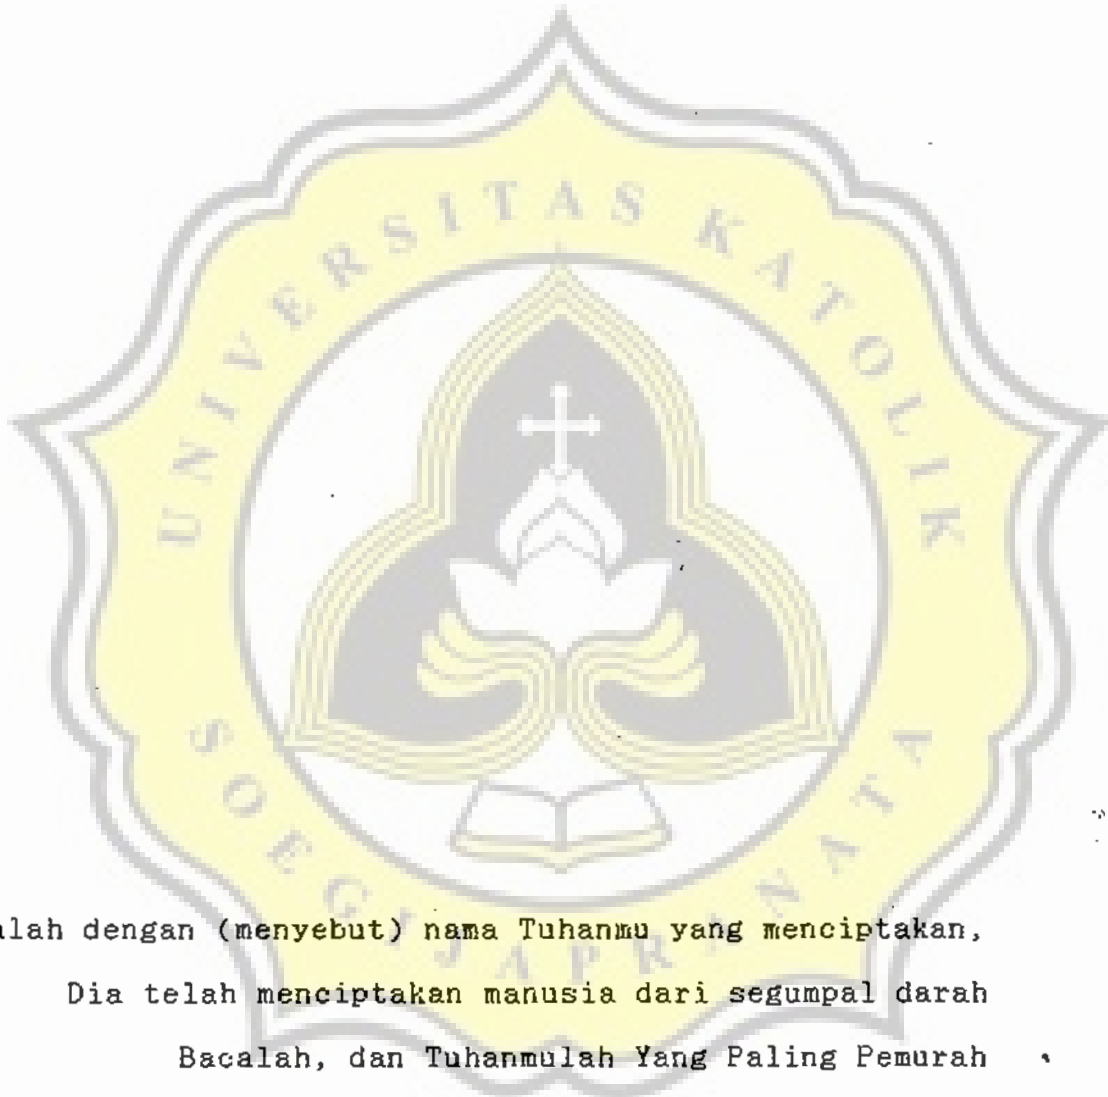 UNIVERSITAS KATOLIK
SOEGIJAPRANATA
alah dengan (menyebut) nama Tuhanmu yang menciptakan,
Dia telah menciptakan manusia dari segumpal darah
Bacalah, dan Tuhanmulah Yang Paling Pemurah